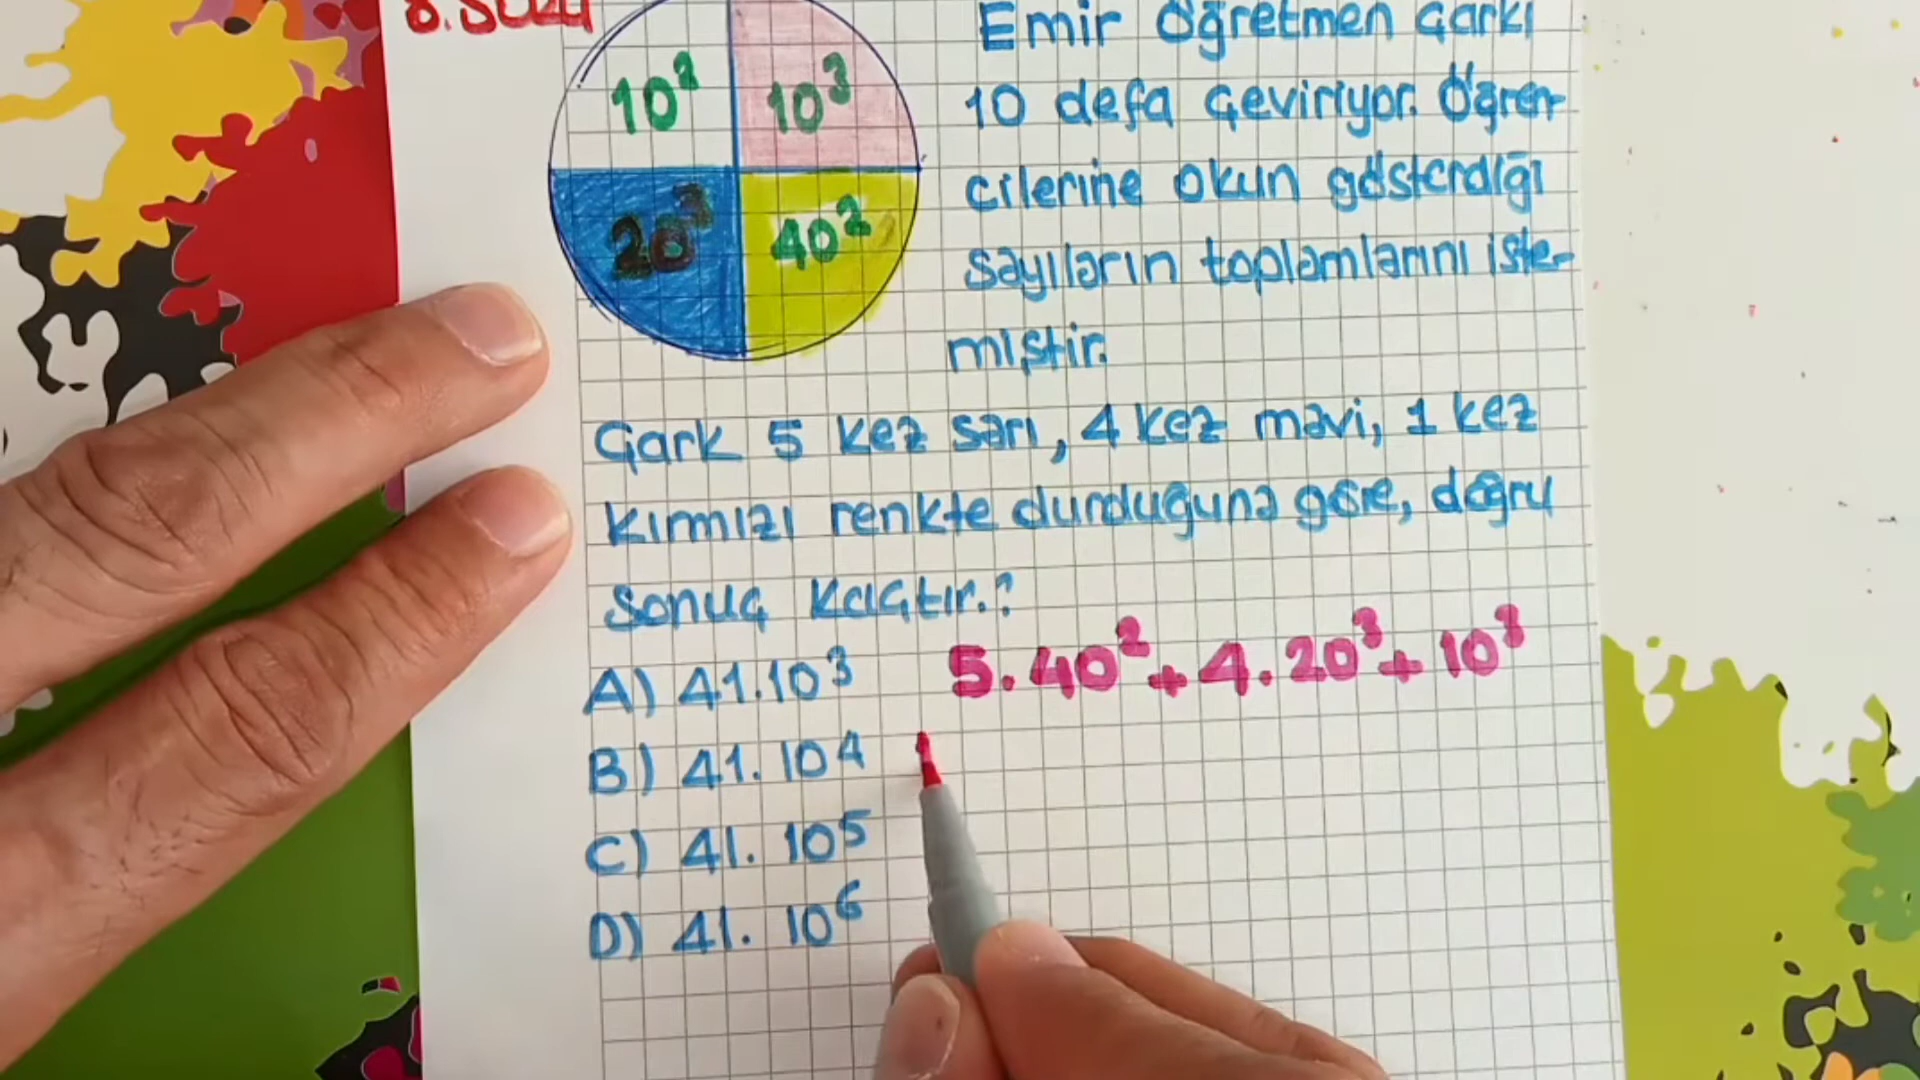 8. Soru
10² 10³
20³ 40²
Emir Öğretmen çarkı
10 defa çeviriyor. Öğren-
cilerine okun gösterdiği
sayıların toplamlarını iste-
miştir.
Çark 5 kez sarı, 4 kez mavi, 1 kez
kırmızı renkte durduğuna göre, doğru
sonuç kaçtır.?
A) 41.10³
5.40² + 4.20³ + 10³
B) 41.10⁴
C) 41.10⁵
D) 41.10⁶